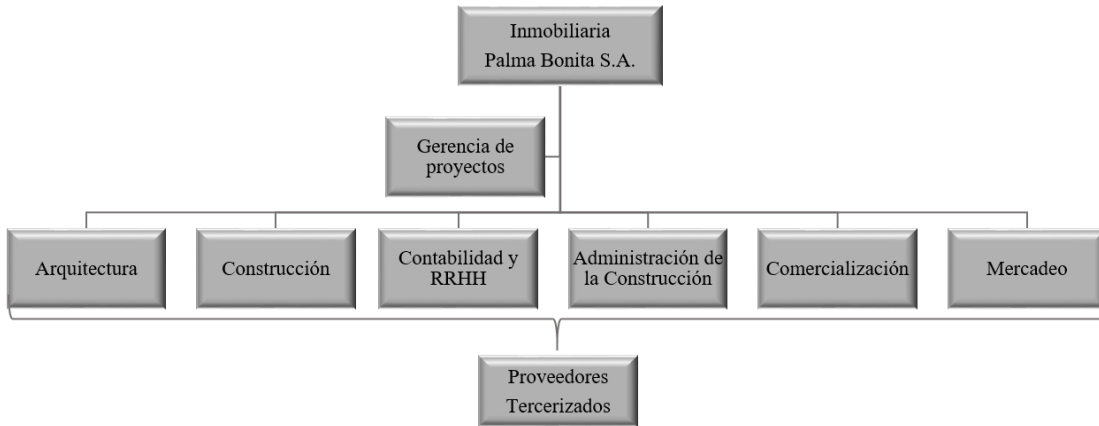 Inmobiliaria
Palma Bonita S.A.
Gerencia de
proyectos
Arquitectura
Construcción
Contabilidad y
RRHH
Administración de
la Construcción
Comercialización
Mercadeo
Proveedores
Tercerizados